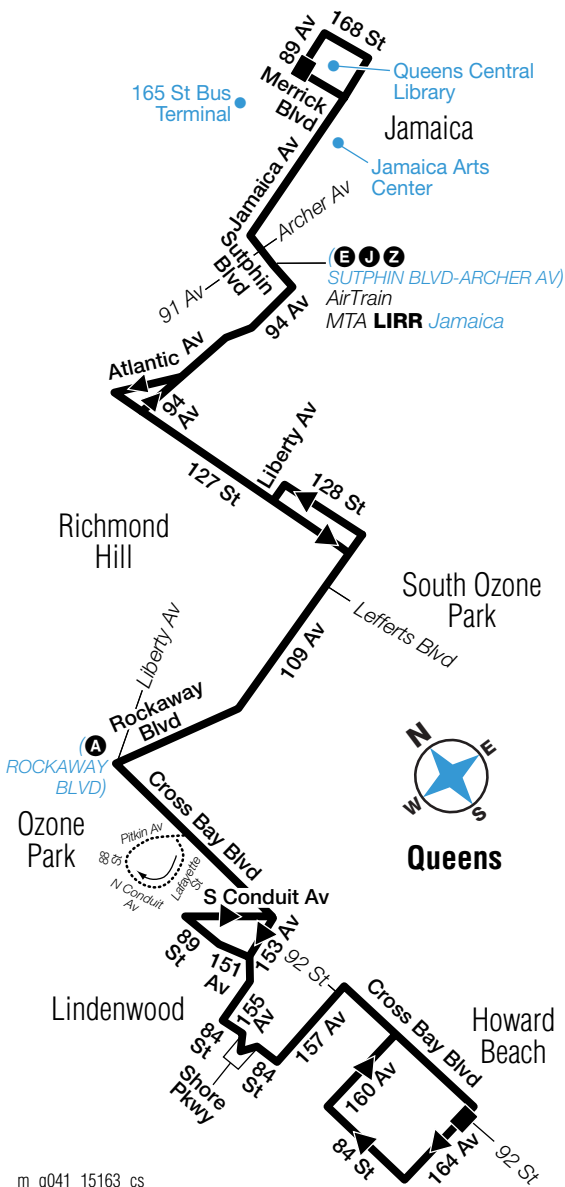 168 St
89 Av
Queens Central
Library
Merrick
Blvd
165 St Bus
Terminal
Jamaica
Jamaica Arts
Center
Jamaica Av
Archer Av
Sutphin
Blvd
91 Av
(E J Z
SUTPHIN BLVD-ARCHER AV)
AirTrain
MTA LIRR Jamaica
94 Av
Atlantic Av
94
Av
127 St
Liberty Av
128 St
Richmond
Hill
South Ozone
Park
Lefferts Blvd
109 Av
Liberty Av
Rockaway
Blvd
(A
ROCKAWAY
BLVD)
N
E
W
S
Queens
Cross Bay Blvd
Ozone
Park
Pitkin Av
88
St
N Conduit
Av
Lafayette
St
S Conduit Av
89
St
151
Av
153 Av
92 St
Lindenwood
155
Av
84
St
Shore
Pkwy
84
St
157 Av
Cross Bay Blvd
Howard
Beach
160 Av
84 St
164 Av
92 St
m_q041_15163_cs